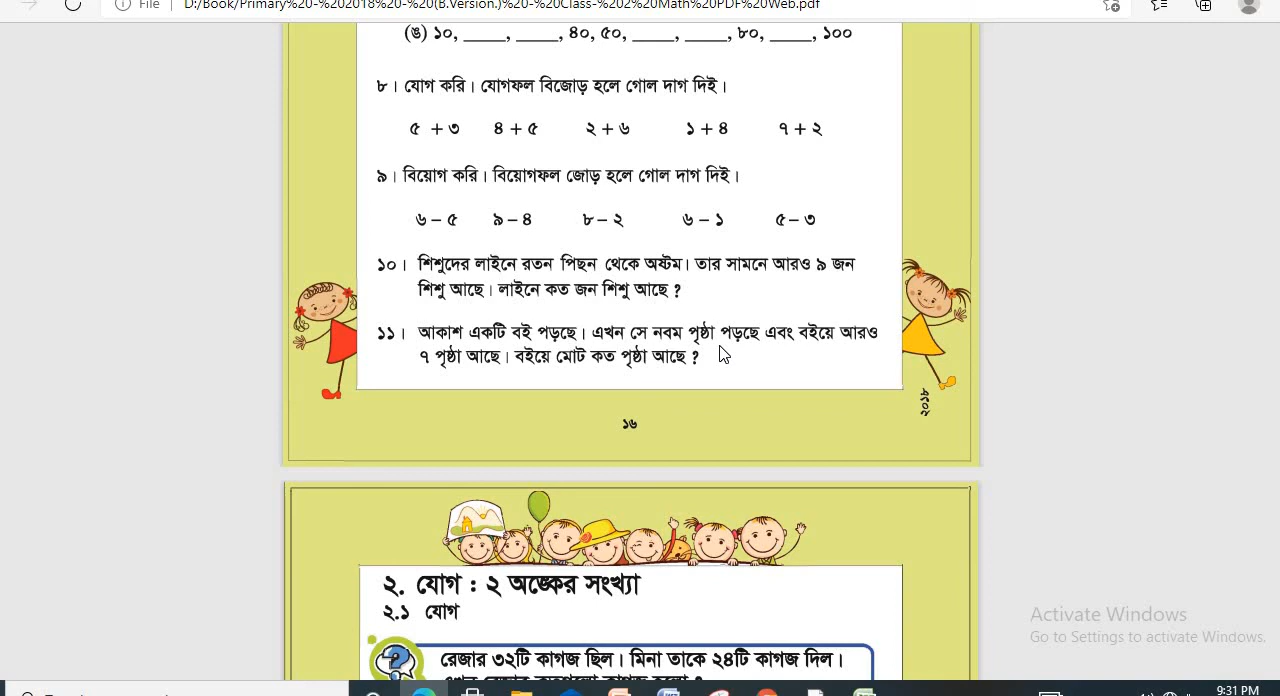 File | D:/Book/Primary%20-%202018%20-%20(B.Version.)%20-%20Class-%202%20Math%20PDF%20Web.pdf
(ঙ) ১০, ____, ____, ৪০, ৫০, ____, ____, ৮০, ____, ১০০
৮। যোগ করি। যোগফল বিজোড় হলে গোল দাগ দিই।
৫ + ৩ ৪ + ৫ ২ + ৬ ১ + ৪ ৭ + ২
৯। বিয়োগ করি। বিয়োগফল জোড় হলে গোল দাগ দিই।
৬ – ৫ ৯ – ৪ ৮ – ২ ৬ – ১ ৫ – ৩
১০। শিশুদের লাইনে রতন পিছন থেকে অষ্টম। তার সামনে আরও ৯ জন
শিশু আছে। লাইনে কত জন শিশু আছে ?
১১। আকাশ একটি বই পড়ছে। এখন সে নবম পৃষ্ঠা পড়ছে এবং বইয়ে আরও
৭ পৃষ্ঠা আছে। বইয়ে মোট কত পৃষ্ঠা আছে ?
২০১৮
১৬
২. যোগ : ২ অঙ্কের সংখ্যা
২.১ যোগ
রেজার ৩২টি কাগজ ছিল। মিনা তাকে ২৪টি কাগজ দিল।
Activate Windows
Go to Settings to activate Windows.
9:31 PM